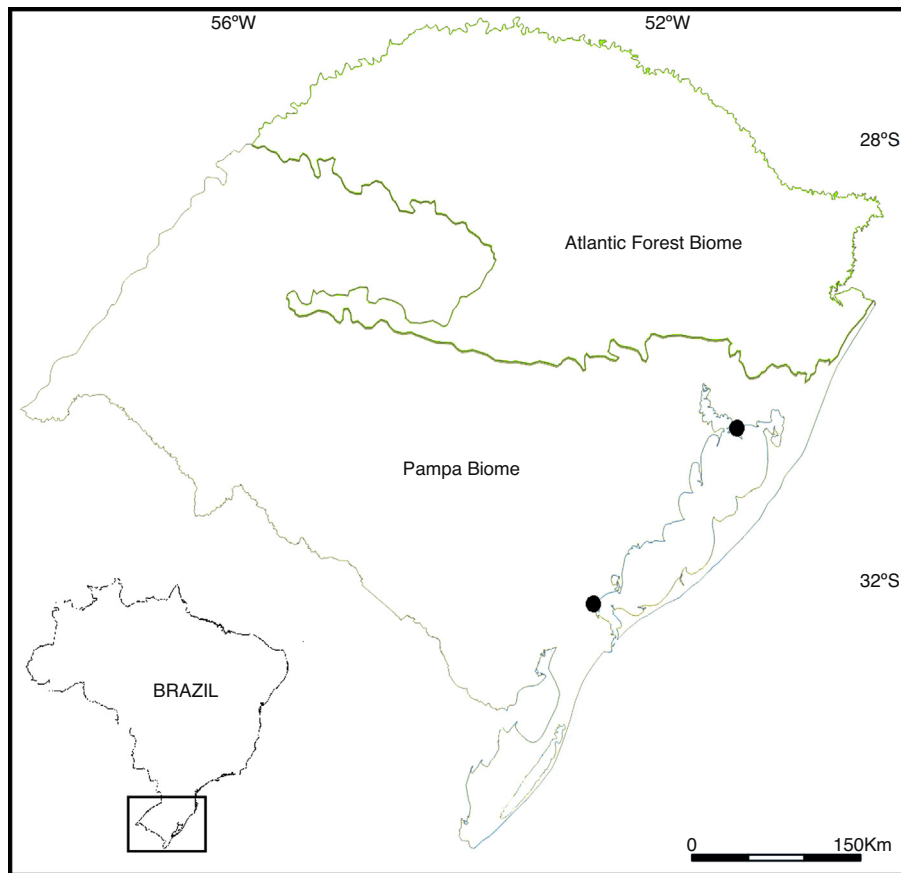 56ºW 52ºW
28ºS
Atlantic Forest Biome
Pampa Biome
32ºS
BRAZIL
0 150Km